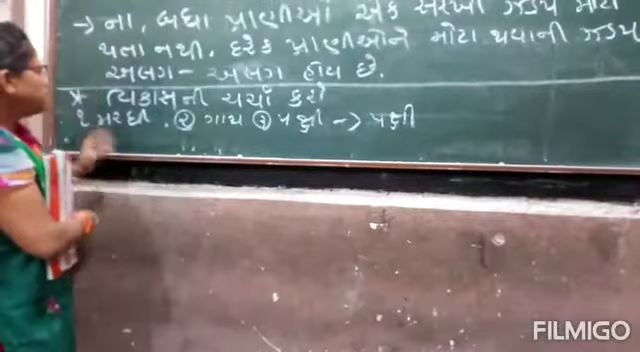 → ના, બધા પ્રાણીઓ એક સરખી ઝડપે મોટા
થતા નથી. દરેક પ્રાણીઓને મોટા થવાની ઝડપ
અલગ - અલગ હોય છે.
* વિકાસની ચર્ચા કરો
૧ મરઘી . ② ગાય ③ પક્ષી → પક્ષી
FILMIGO